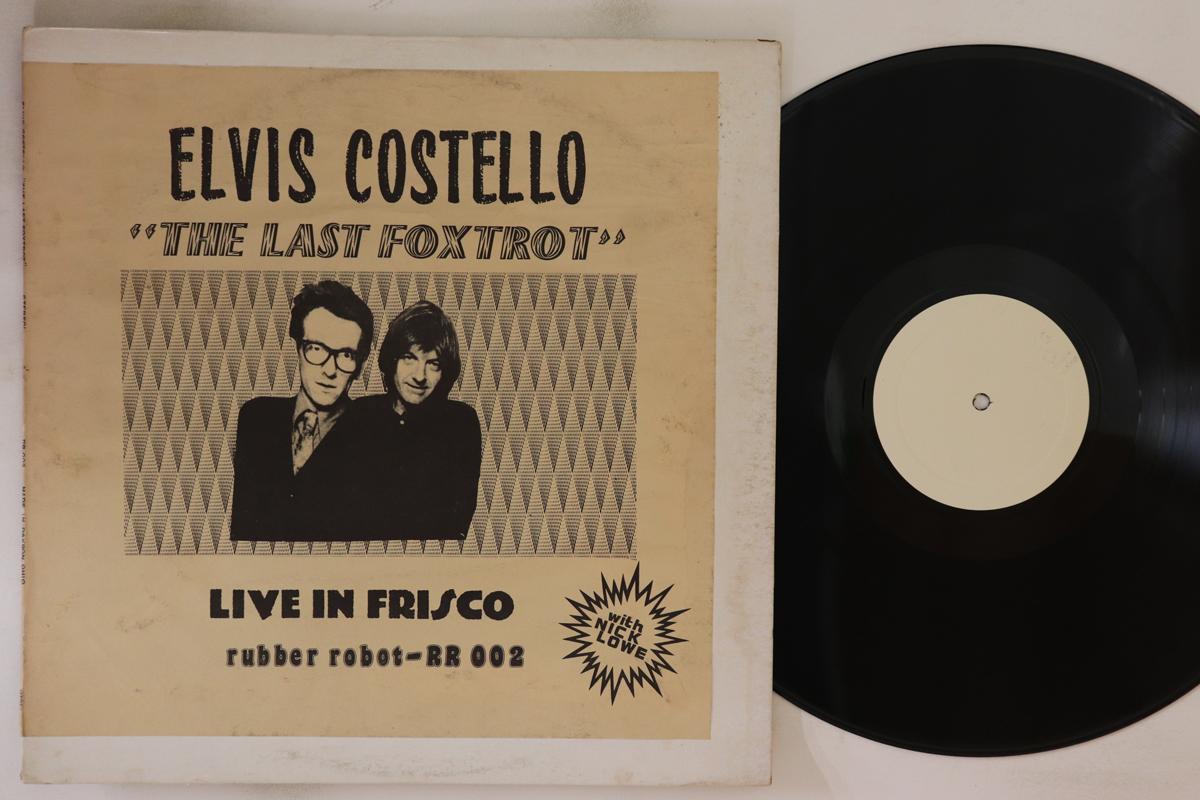 ELVIS COSTELLO
“THE LAST FOXTROT”
LIVE IN FRISCO
rubber robot-RR 002
with
NICK
LOWE